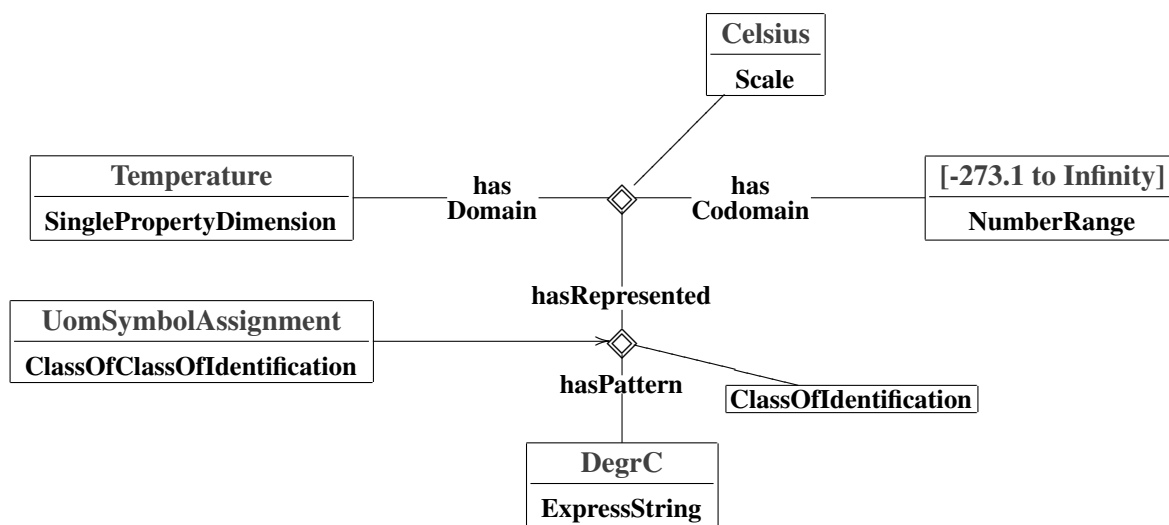 Celsius
Scale
Temperature
SinglePropertyDimension
has
Domain
has
Codomain
[-273.1 to Infinity]
NumberRange
hasRepresented
UomSymbolAssignment
ClassOfClassOfIdentification
hasPattern
ClassOfIdentification
DegrC
ExpressString